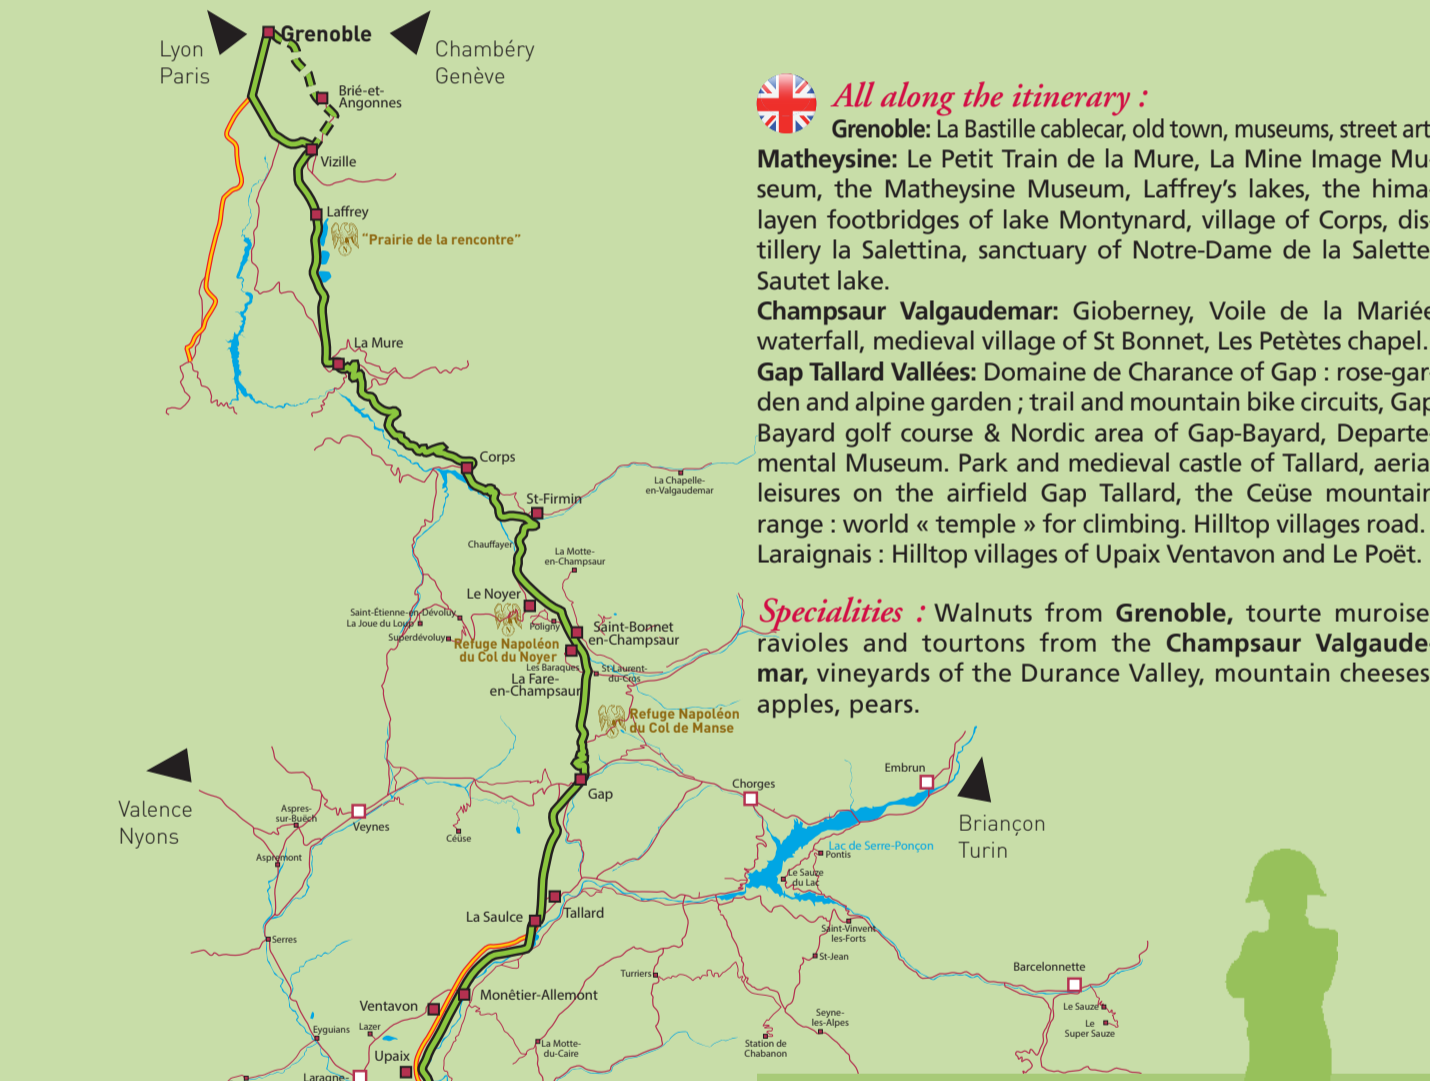 Grenoble
Lyon
Paris
Chambéry
Genève
Brié-et-
Angonnes
Vizille
Laffrey
"Prairie de la rencontre"
La Mure
Corps
La Chapelle-
en-Valgaudemar
St-Firmin
Chauffayer
La Motte-
en-Champsaur
Le Noyer
Saint-Étienne-en-Dévoluy
La Joue du Loup
Superdévoluy
Poligny
Saint-Bonnet
en-Champsaur
Refuge Napoléon
du Col du Noyer
Les Baraques
St-Laurent-
du-Cros
La Fare-
en-Champsaur
Refuge Napoléon
du Col de Manse
Gap
Valence
Nyons
Aspres-
sur-Buëch
Veynes
Céüse
Aspremont
Chorges
Embrun
Briançon
Turin
Lac de Serre-Ponçon
Pontis
Le Sauze
du Lac
La Saulce
Tallard
Saint-Vinvent
les-Forts
St-Jean
Serres
Turriers
Barcelonnette
Le Sauze
Le
Super Sauze
Ventavon
Monêtier-Allemont
Seyne-
les-Alpes
Station de
Chabanon
Eyguians
Lazer
La Motte-
du-Caire
Upaix
Laragne-
All along the itinerary :
Grenoble: La Bastille cablecar, old town, museums, street art
Matheysine: Le Petit Train de la Mure, La Mine Image Mu-
seum, the Matheysine Museum, Laffrey's lakes, the hima-
layen footbridges of lake Montynard, village of Corps, dis-
tillery la Salettina, sanctuary of Notre-Dame de la Salette
Sautet lake.
Champsaur Valgaudemar: Gioberney, Voile de la Mariée
waterfall, medieval village of St Bonnet, Les Petètes chapel.
Gap Tallard Vallées: Domaine de Charance of Gap : rose-gar-
den and alpine garden ; trail and mountain bike circuits, Gap
Bayard golf course & Nordic area of Gap-Bayard, Departe-
mental Museum. Park and medieval castle of Tallard, aeria
leisures on the airfield Gap Tallard, the Ceüse mountain
range : world « temple » for climbing. Hilltop villages road.
Laraignais : Hilltop villages of Upaix Ventavon and Le Poët.
Specialities : Walnuts from Grenoble, tourte muroise
ravioles and tourtons from the Champsaur Valgaude-
mar, vineyards of the Durance Valley, mountain cheeses
apples, pears.